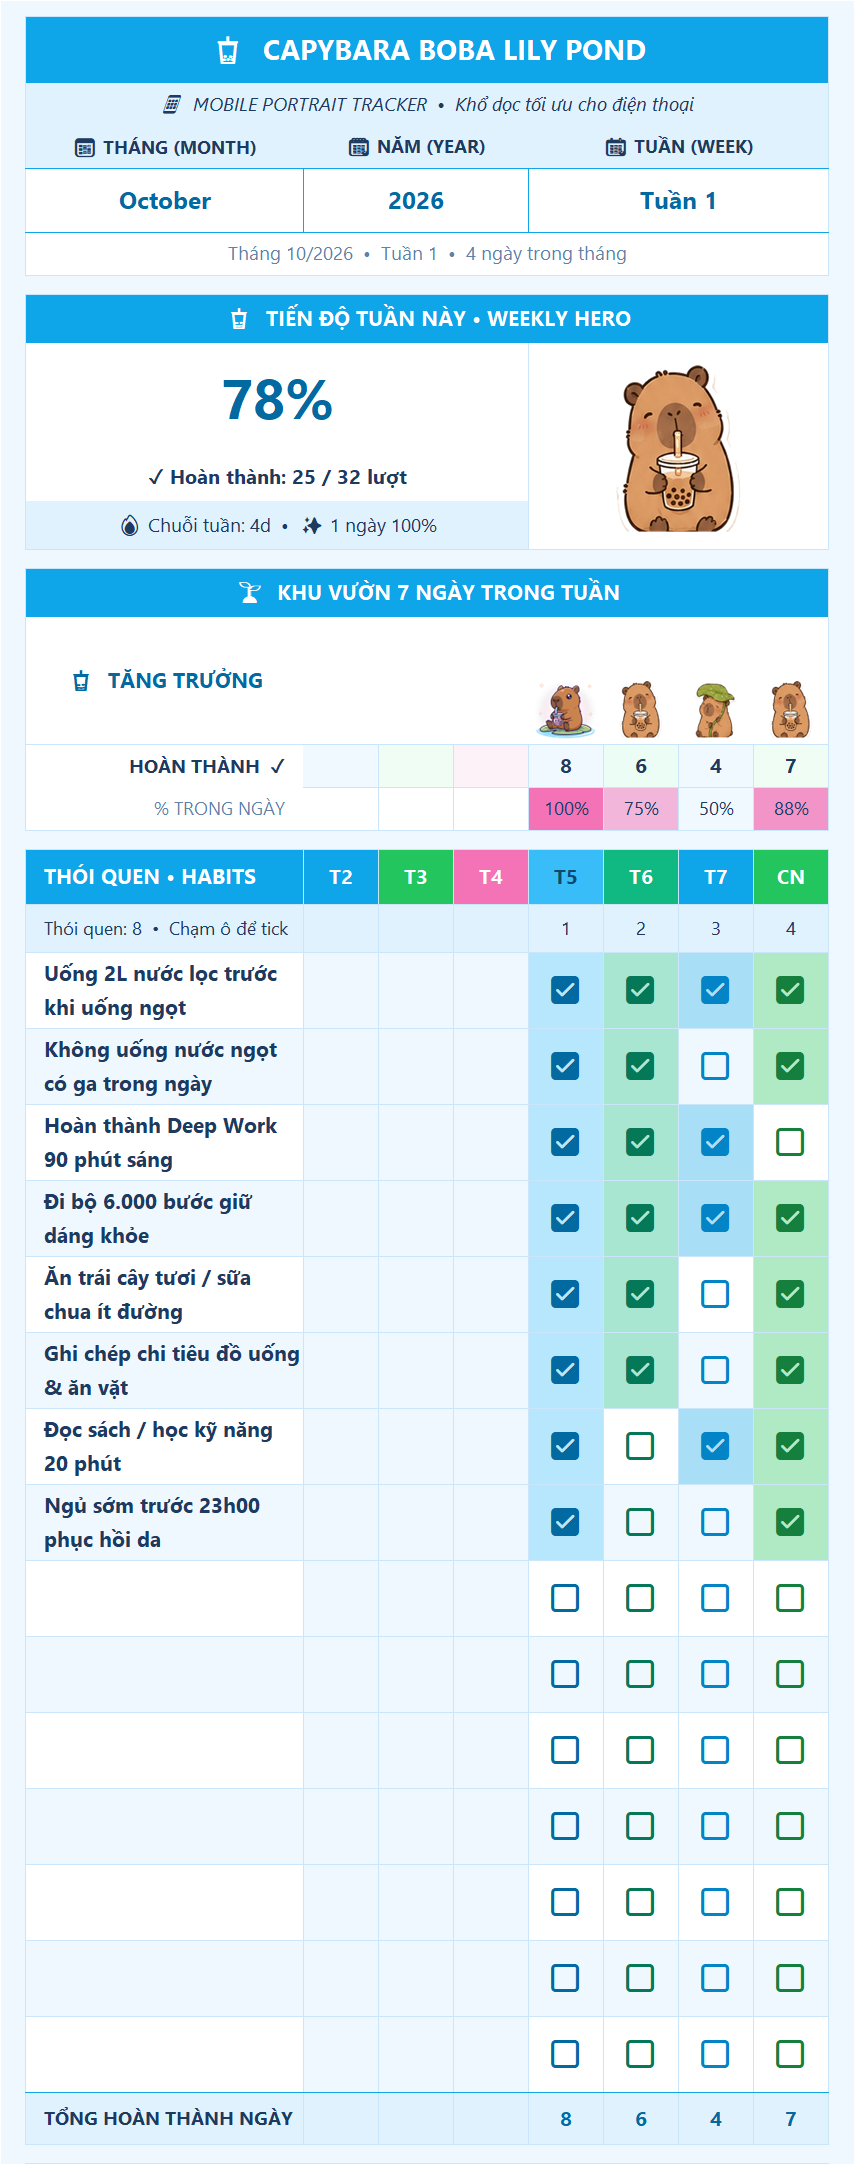 CAPYBARA BOBA LILY POND
MOBILE PORTRAIT TRACKER • Khổ dọc tối ưu cho điện thoại
THÁNG (MONTH) NĂM (YEAR) TUẦN (WEEK)
October 2026 Tuần 1
Tháng 10/2026 • Tuần 1 • 4 ngày trong tháng
TIẾN ĐỘ TUẦN NÀY • WEEKLY HERO
78%
✓ Hoàn thành: 25 / 32 lượt
Chuỗi tuần: 4d • 1 ngày 100%
KHU VƯỜN 7 NGÀY TRONG TUẦN
TĂNG TRƯỞNG
HOÀN THÀNH ✓ 8 6 4 7
% TRONG NGÀY 100% 75% 50% 88%
THÓI QUEN • HABITS T2 T3 T4 T5 T6 T7 CN
Thói quen: 8 • Chạm ô để tick 1 2 3 4
Uống 2L nước lọc trước
khi uống ngọt
Không uống nước ngọt
có ga trong ngày
Hoàn thành Deep Work
90 phút sáng
Đi bộ 6.000 bước giữ
dáng khỏe
Ăn trái cây tươi / sữa
chua ít đường
Ghi chép chi tiêu đồ uống
& ăn vặt
Đọc sách / học kỹ năng
20 phút
Ngủ sớm trước 23h00
phục hồi da
TỔNG HOÀN THÀNH NGÀY 8 6 4 7